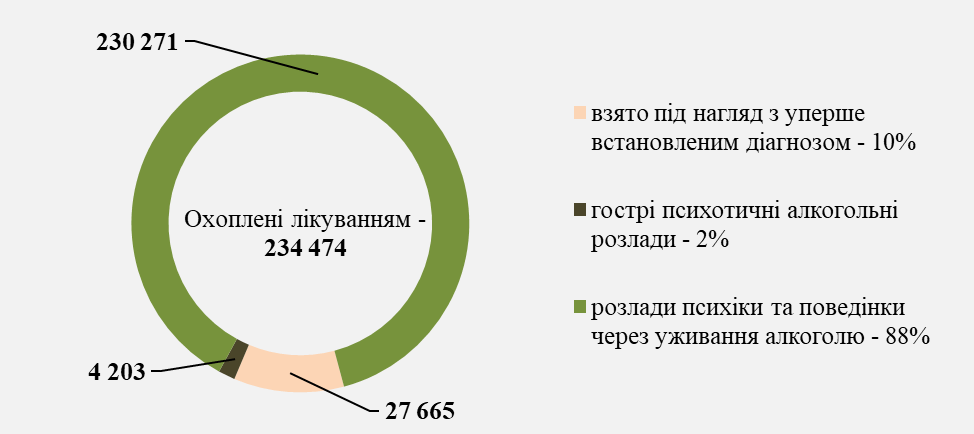 230 271
взято під нагляд з уперше
встановленим діагнозом - 10%
гострі психотичні алкогольні
розлади - 2%
Охоплені лікуванням -
234 474
розлади психіки та поведінки
через уживання алкоголю - 88%
4 203
27 665